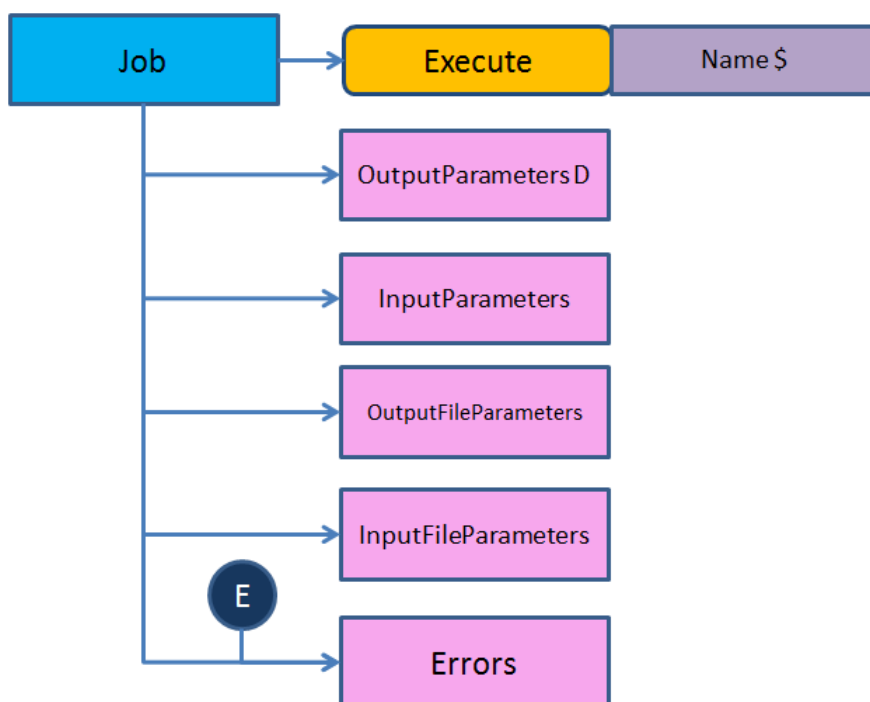 Job
Execute
Name $
OutputParameters D
InputParameters
OutputFileParameters
InputFileParameters
E
Errors